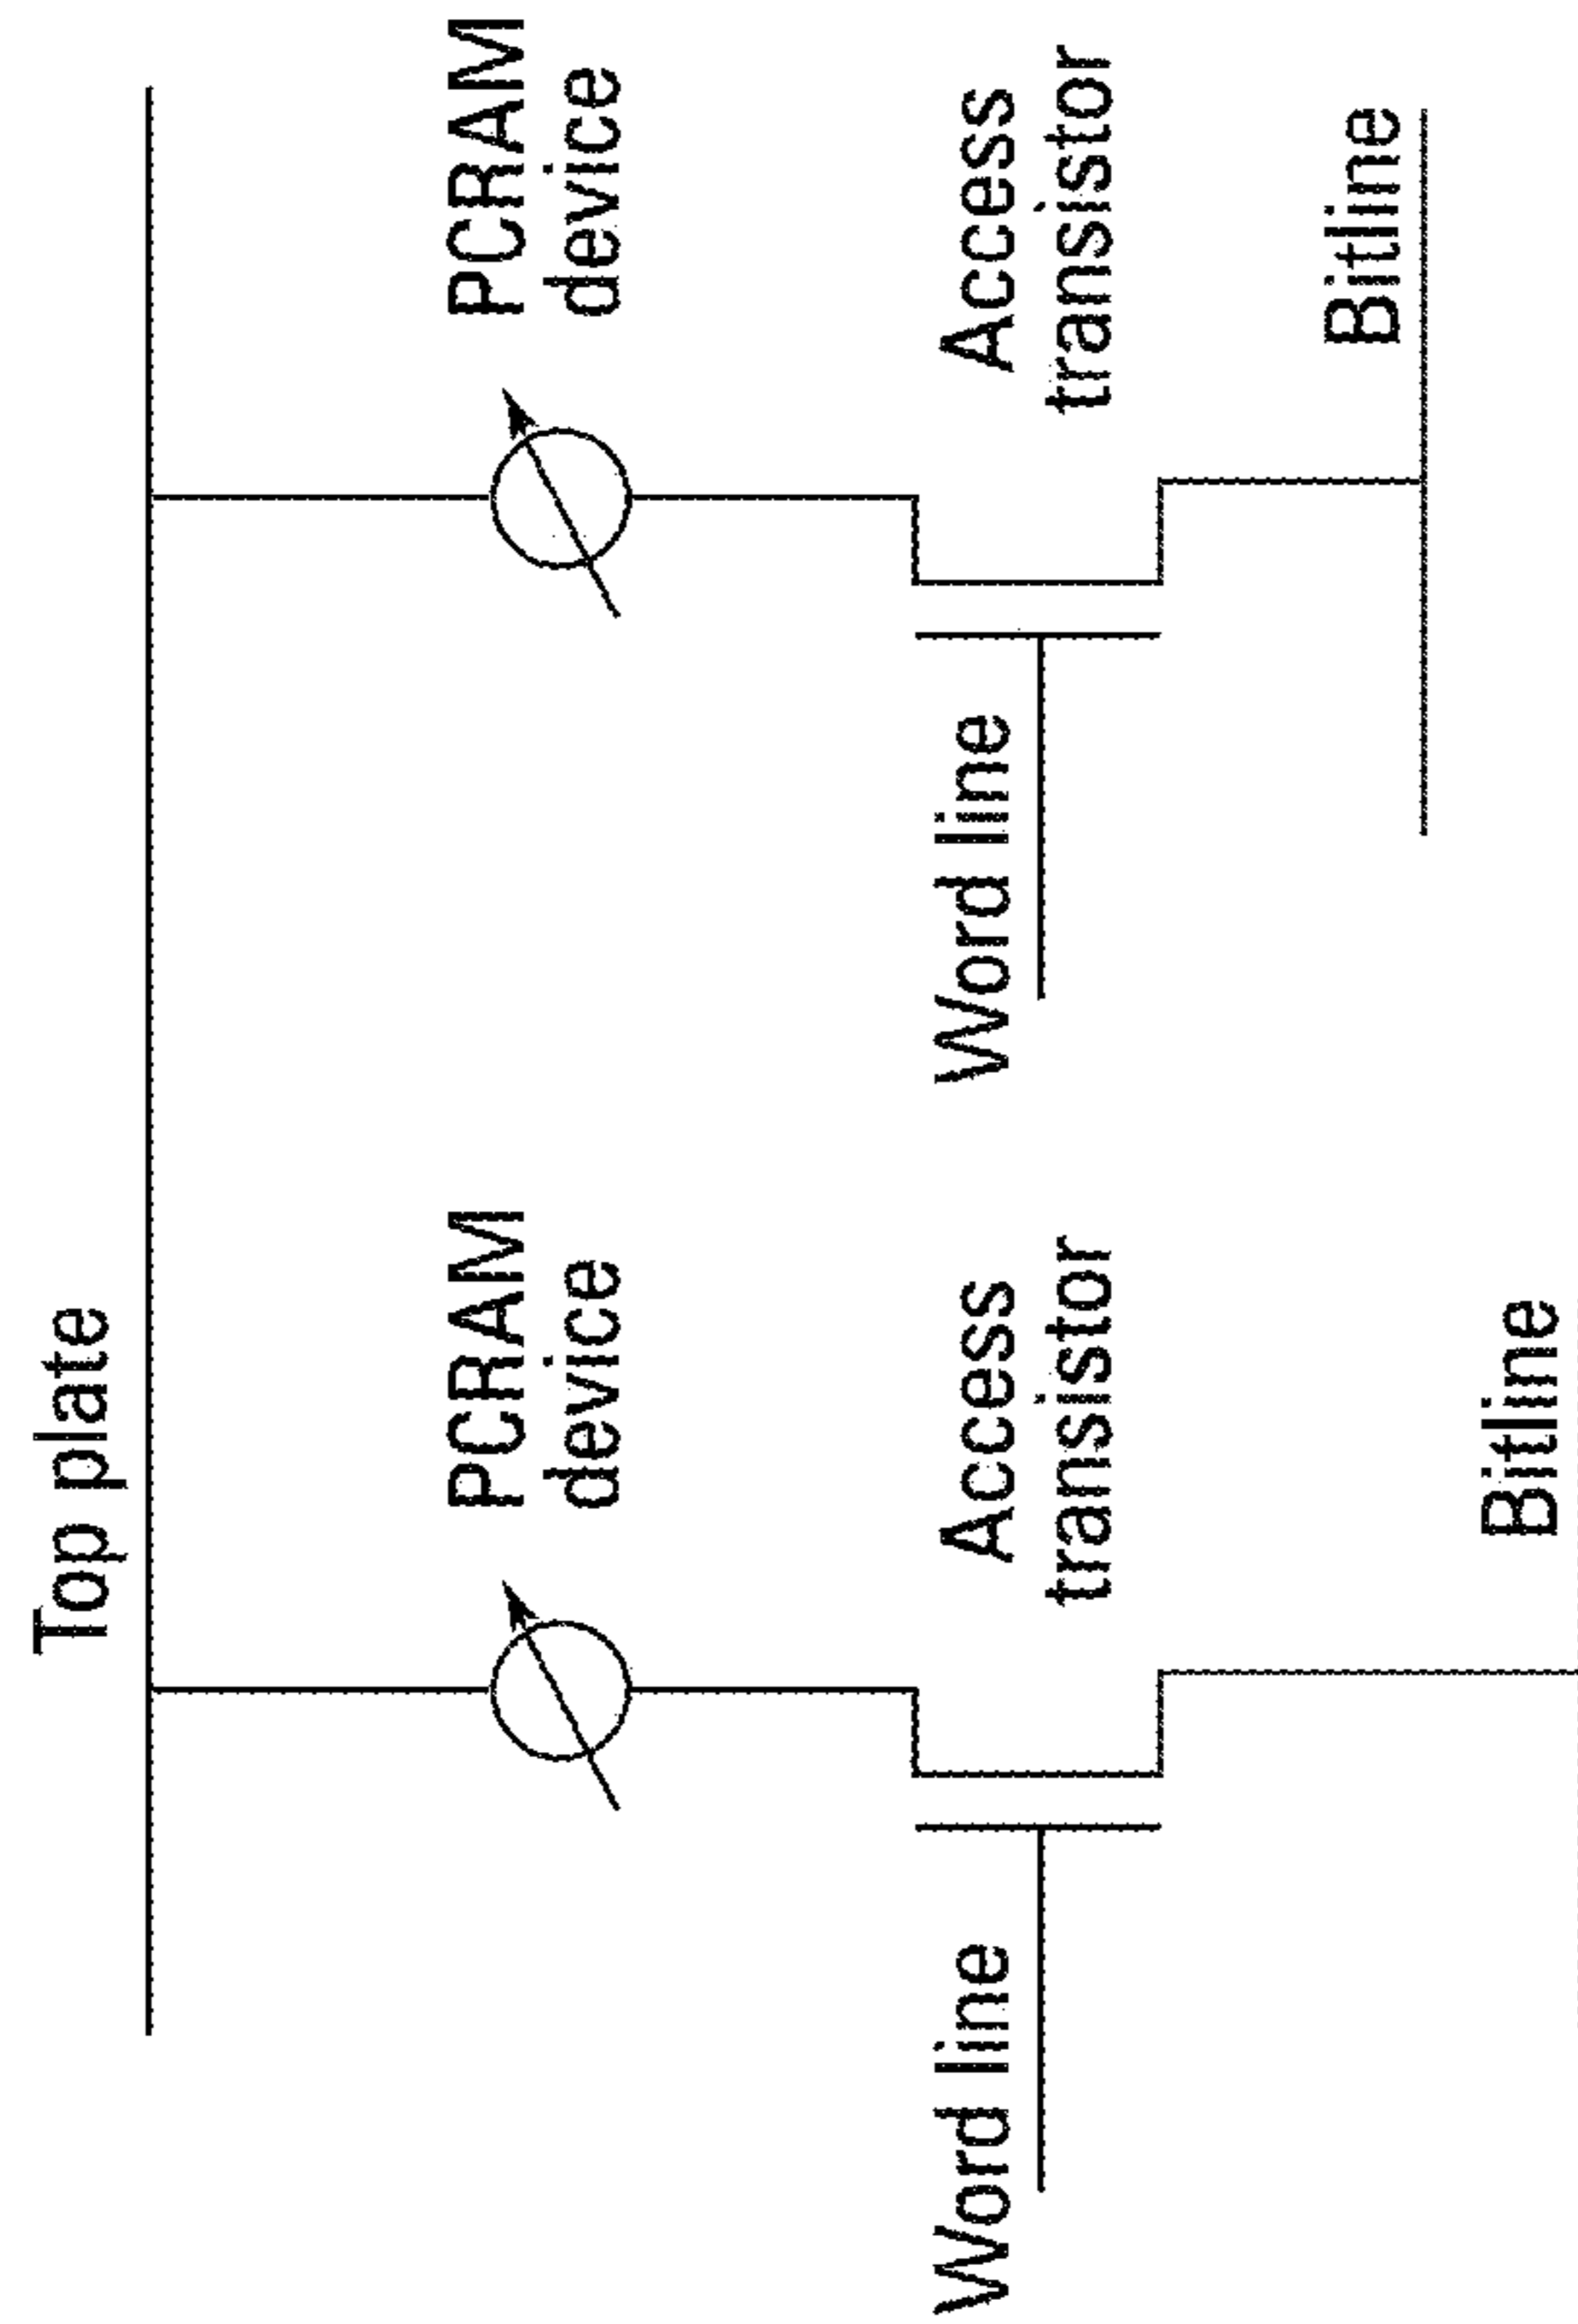 Top plate
PCRAM
device
PCRAM
device
Word line
Access
transistor
Word line
Access
transistor
Bitline
Bitline